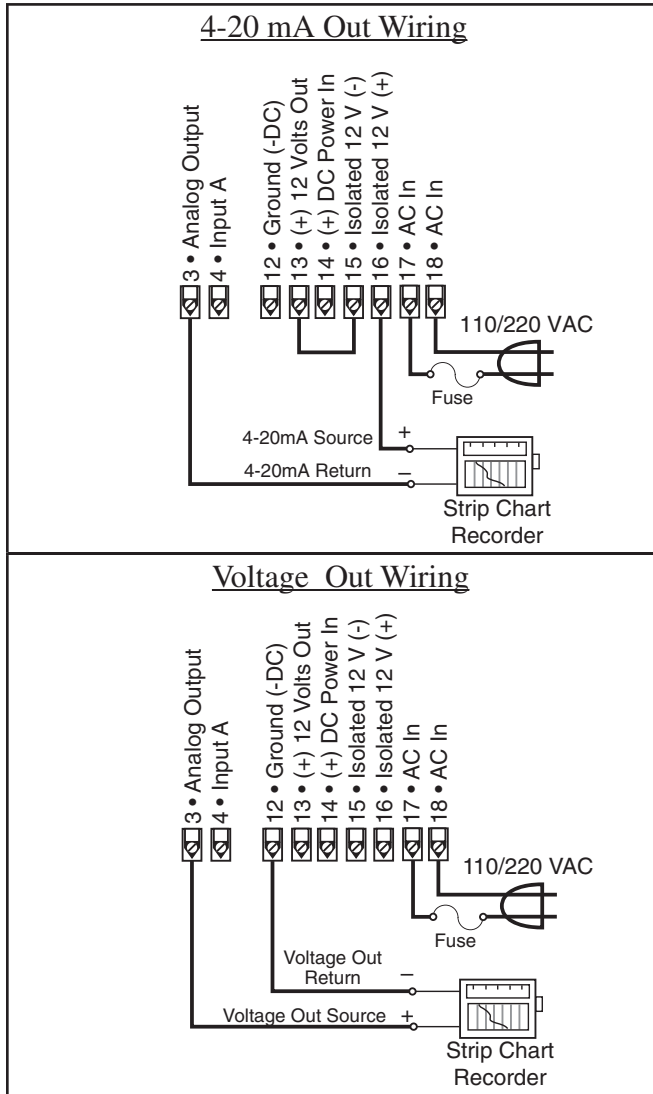 4-20 mA Out Wiring
3 • Analog Output
4 • Input A
12 • Ground (-DC)
13 • (+) 12 Volts Out
14 • (+) DC Power In
15 • Isolated 12 V (-)
16 • Isolated 12 V (+)
17 • AC In
18 • AC In
110/220 VAC
Fuse
4-20mA Source +
4-20mA Return –
Strip Chart
Recorder
Voltage Out Wiring
3 • Analog Output
4 • Input A
12 • Ground (-DC)
13 • (+) 12 Volts Out
14 • (+) DC Power In
15 • Isolated 12 V (-)
16 • Isolated 12 V (+)
17 • AC In
18 • AC In
110/220 VAC
Fuse
Voltage Out
Return –
Voltage Out Source +
Strip Chart
Recorder